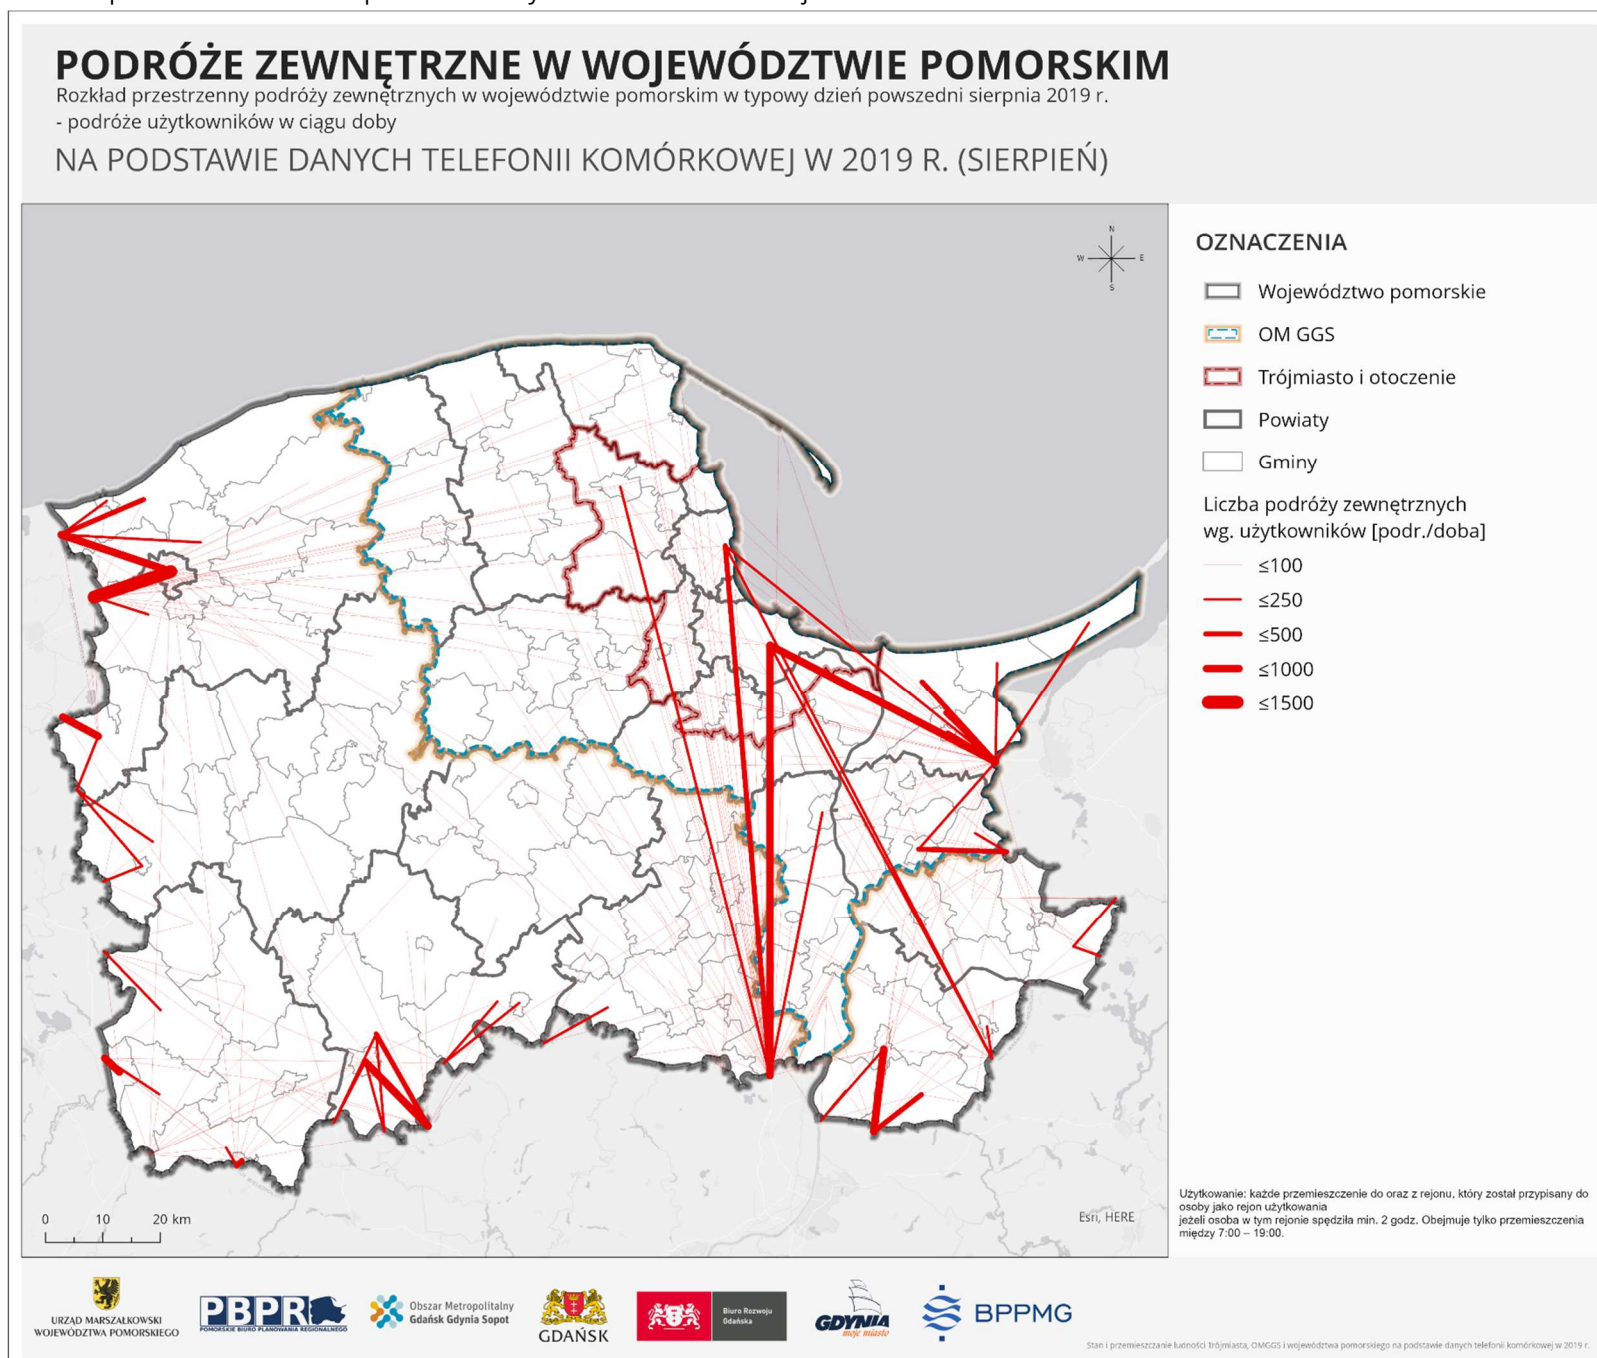 PODRÓŻE ZEWNĘTRZNE W WOJEWÓDZTWIE POMORSKIM
Rozkład przestrzenny podróży zewnętrznych w województwie pomorskim w typowy dzień powszedni sierpnia 2019 r.
- podróże użytkowników w ciągu doby
NA PODSTAWIE DANYCH TELEFONII KOMÓRKOWEJ W 2019 R. (SIERPIEŃ)
N
W
E
S
OZNACZENIA
Województwo pomorskie
OM GGS
Trójmiasto i otoczenie
Powiaty
Gminy
Liczba podróży zewnętrznych
wg. użytkowników [podr./doba]
≤100
≤250
≤500
≤1000
≤1500
Użytkowanie: każde przemieszczenie do oraz z rejonu, który został przypisany do
osoby jako rejon użytkowania
jeżeli osoba w tym rejonie spędziła min. 2 godz. Obejmuje tylko przemieszczenia
między 7:00 – 19:00.
0 10 20 km
Esri, HERE
URZĄD MARSZAŁKOWSKI
WOJEWÓDZTWA POMORSKIEGO
PBPR
POMORSKIE BIURO PLANOWANIA REGIONALNEGO
Obszar Metropolitalny
Gdańsk Gdynia Sopot
GDAŃSK
Biuro Rozwoju
Gdańska
GDYNIA
moje miasto
BPPMG
Stan i przemieszczanie ludności Trójmiasta, OMGGS i województwa pomorskiego na podstawie danych telefonii komórkowej w 2019 r.